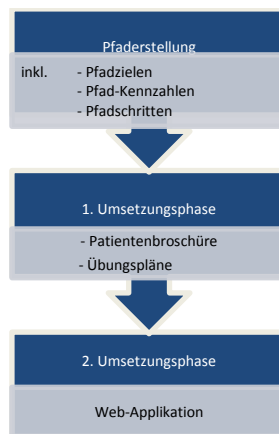 Pfaderstellung
inkl. - Pfadzielen
- Pfad-Kennzahlen
- Pfadschritten
1. Umsetzungsphase
- Patientenbroschüre
- Übungspläne
2. Umsetzungsphase
Web-Applikation